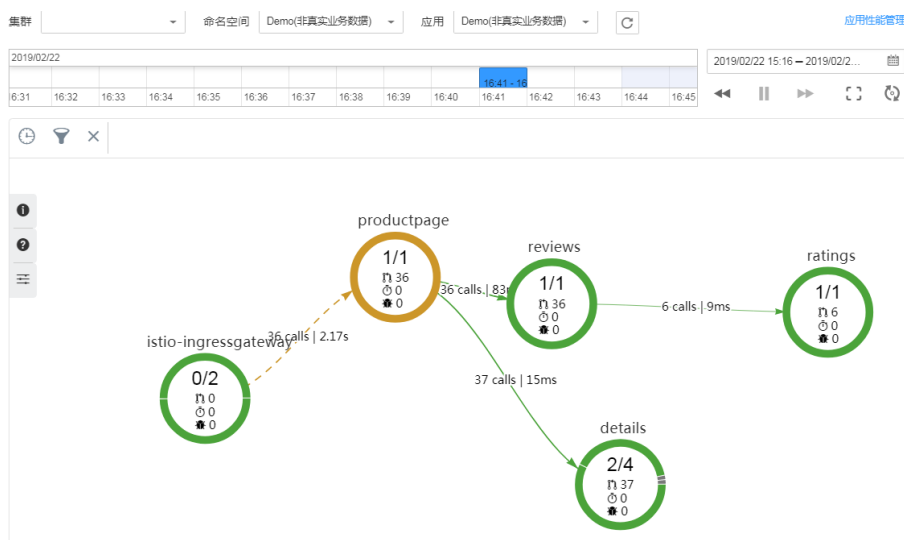 集群 命名空间 Demo(非真实业务数据) 应用 Demo(非真实业务数据) 应用性能管理
2019/02/22
2019/02/22 15:16 – 2019/02/2...
16:41 - 16
6:31 16:32 16:33 16:34 16:35 16:36 16:37 16:38 16:39 16:40 16:41 16:42 16:43 16:44 16:45
productpage
1/1
36
0
0
reviews
1/1
36
0
0
ratings
1/1
6
0
0
36 calls | 83m
6 calls | 9ms
36 calls | 2.17s
istio-ingressgateway
0/2
0
0
0
37 calls | 15ms
details
2/4
37
0
0